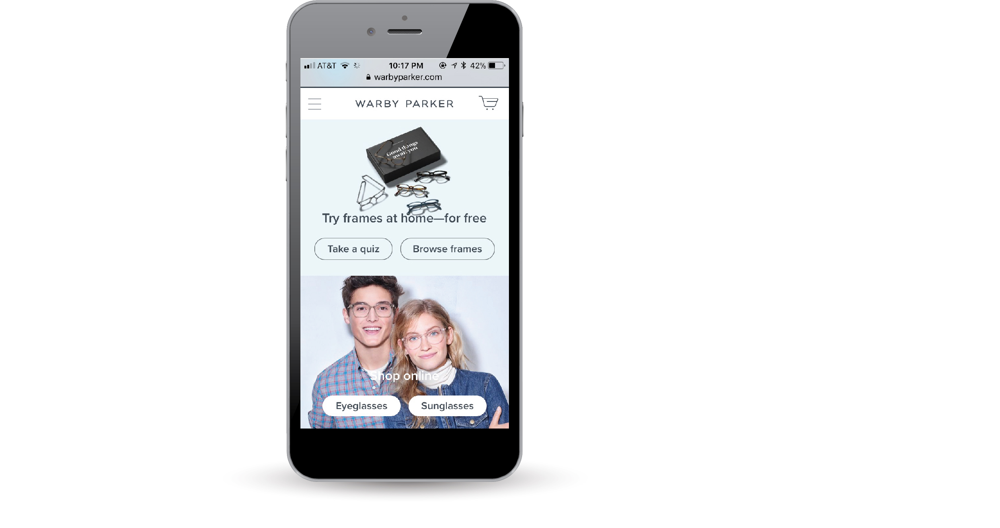 AT&T 10:17 PM 42%
warbyparker.com
WARBY PARKER
Good things
await you
Try frames at home—for free
Take a quiz Browse frames
Shop online
Eyeglasses Sunglasses